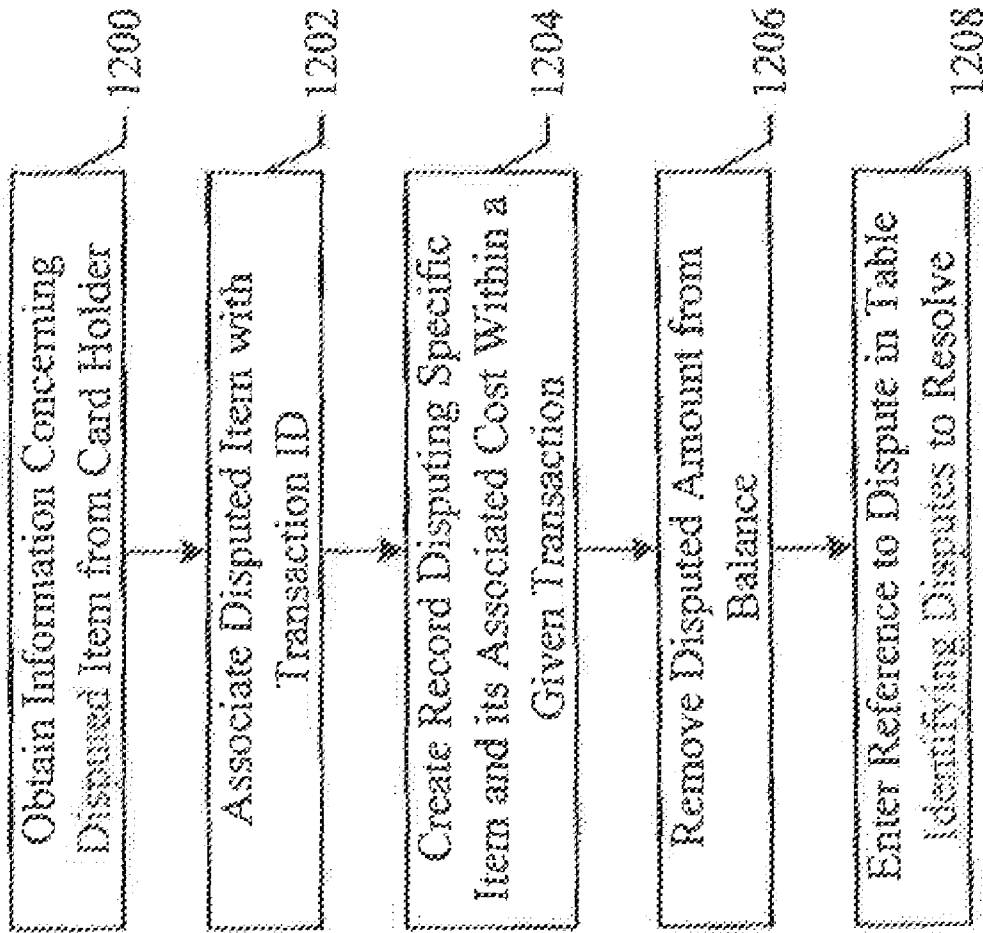 Obtain Information Concerning
Disputed Item from Card Holder
1200
Associate Disputed Item with
Transaction ID
1202
Create Record Disputing Specific
Item and its Associated Cost Within a
Given Transaction
1204
Remove Disputed Amount from
Balance
1206
Enter Reference to Dispute in Table
Identifying Disputes to Resolve
1208